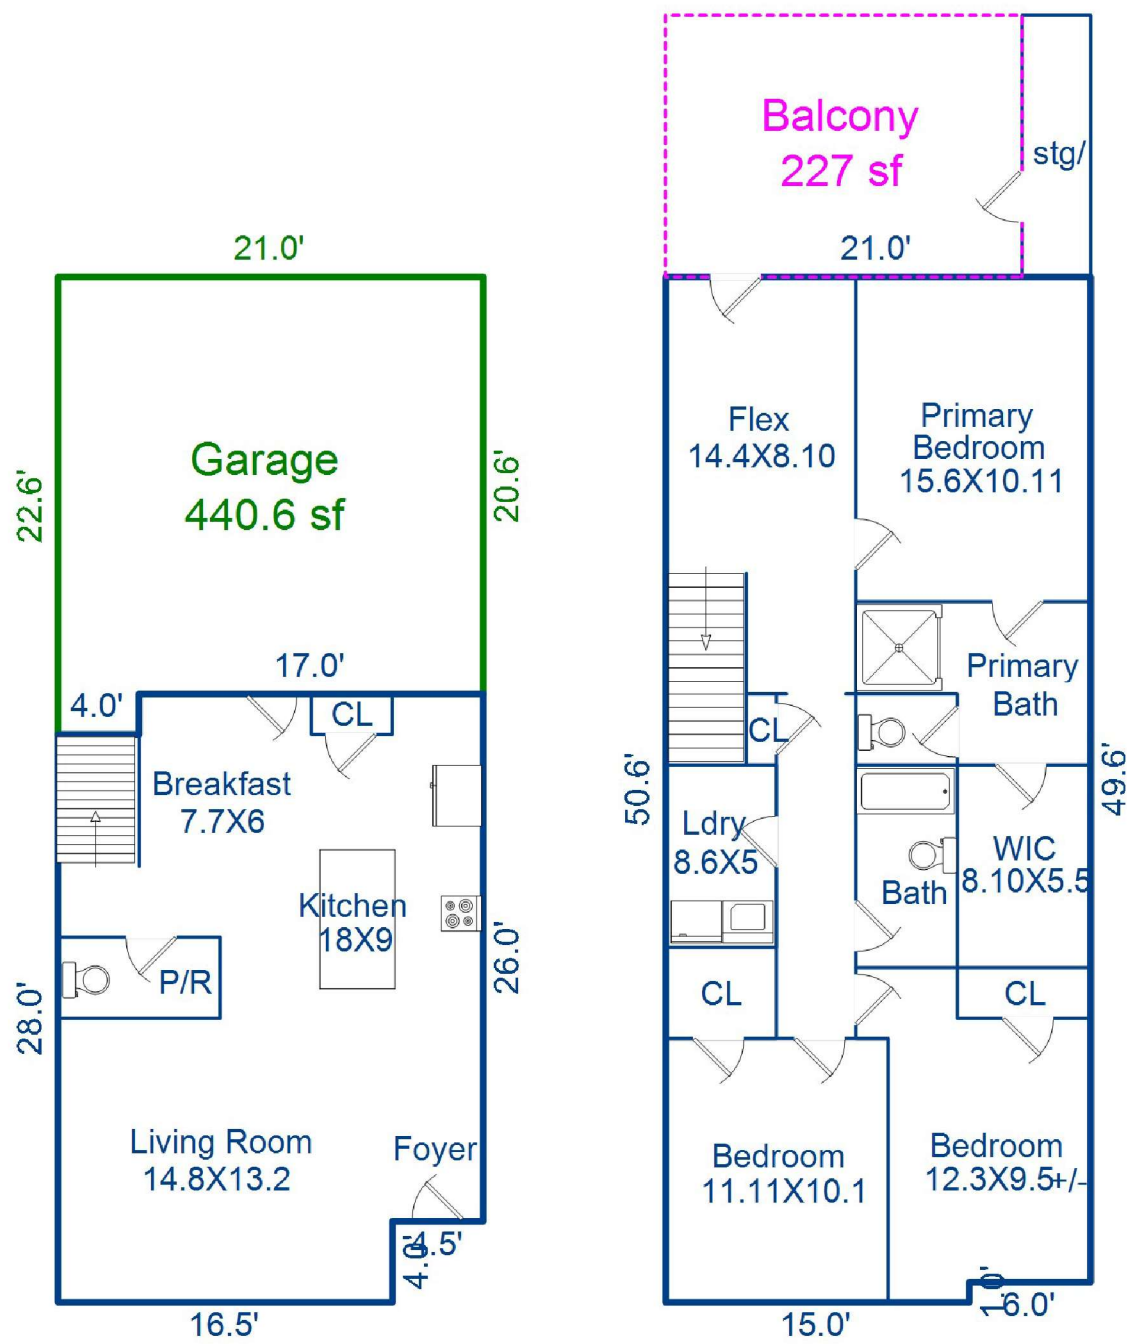 21.0'
Garage
440.6 sf
22.6'
20.6'
17.0'
4.0'
CL
Breakfast
7.7X6
Kitchen
18X9
P/R
28.0'
26.0'
Living Room
14.8X13.2
Foyer
4.5'
4.0'
16.5'
Balcony
227 sf
stg/
21.0'
Flex
14.4X8.10
Primary
Bedroom
15.6X10.11
Primary
Bath
CL
50.6'
49.6'
Ldry
8.6X5
WIC
8.10X5.5
Bath
CL
CL
Bedroom
11.11X10.1
Bedroom
12.3X9.5+/-
1.0'
6.0'
15.0'